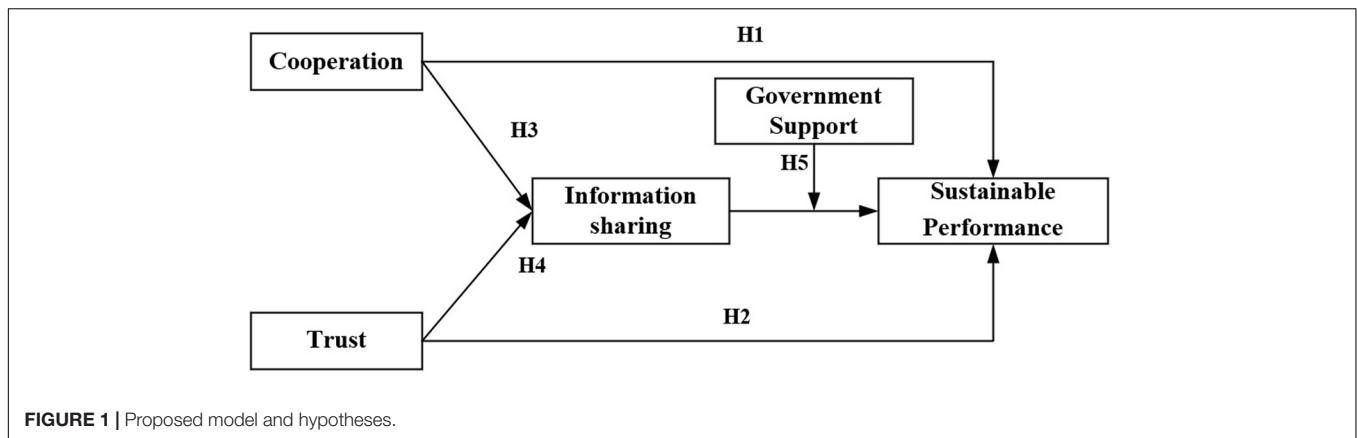 H1
Cooperation
Government
Support
H3
H5
Information
sharing
Sustainable
Performance
H4
H2
Trust
FIGURE 1 | Proposed model and hypotheses.